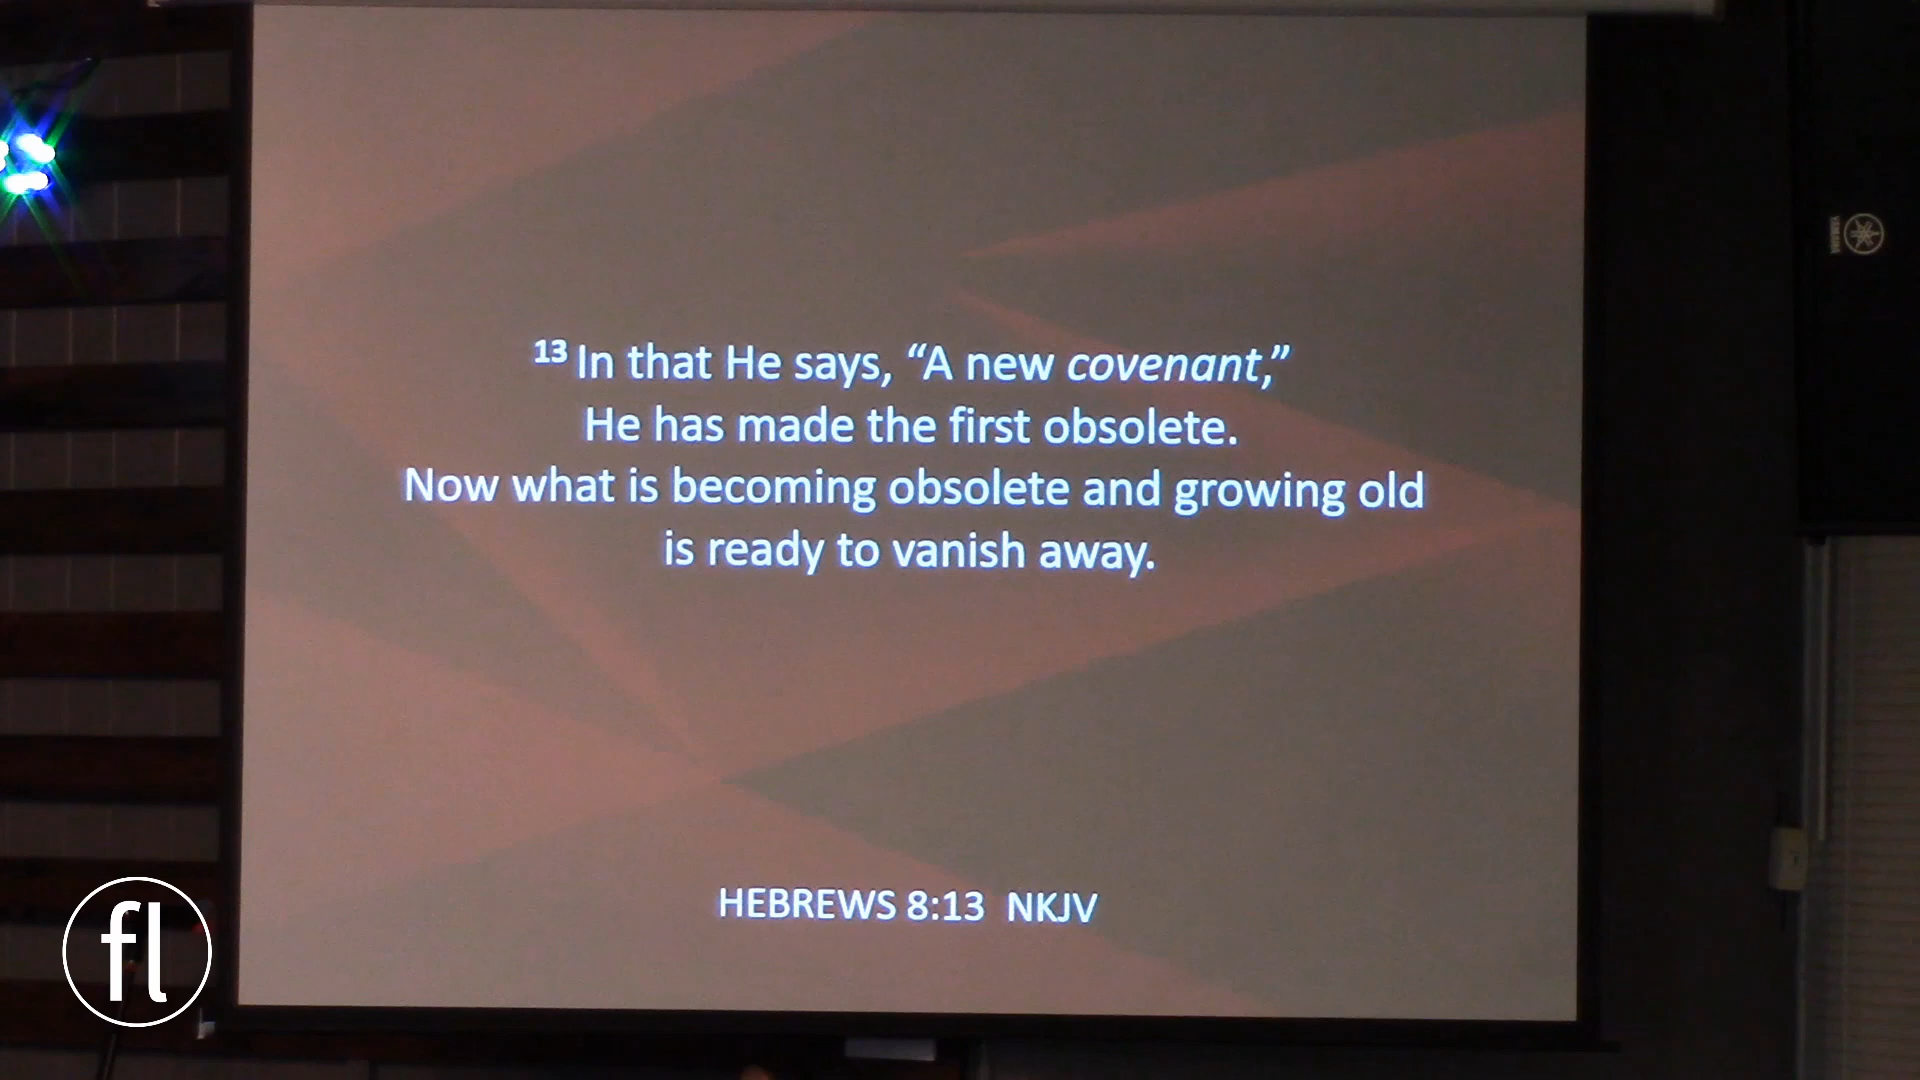 13 In that He says, “A new covenant,”
He has made the first obsolete.
Now what is becoming obsolete and growing old
is ready to vanish away.
HEBREWS 8:13 NKJV
fl
YAMAHA